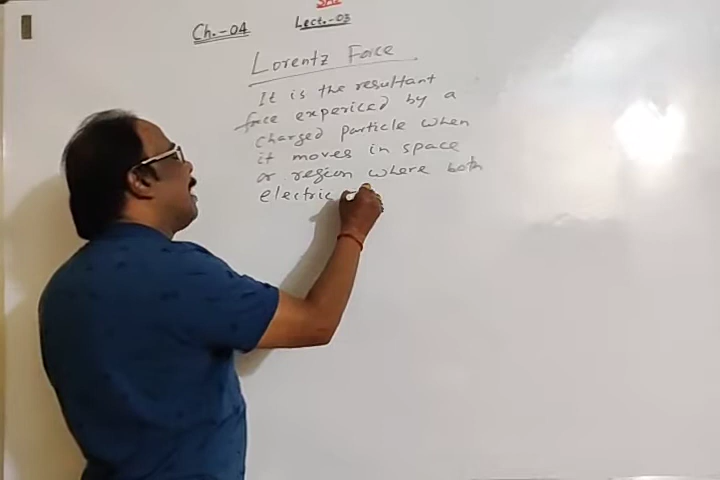 Ch.-04
Lect.-03
Lorentz Force
It is the resultant
force expericed by a
charged particle when
it moves in space
or region where both
electric